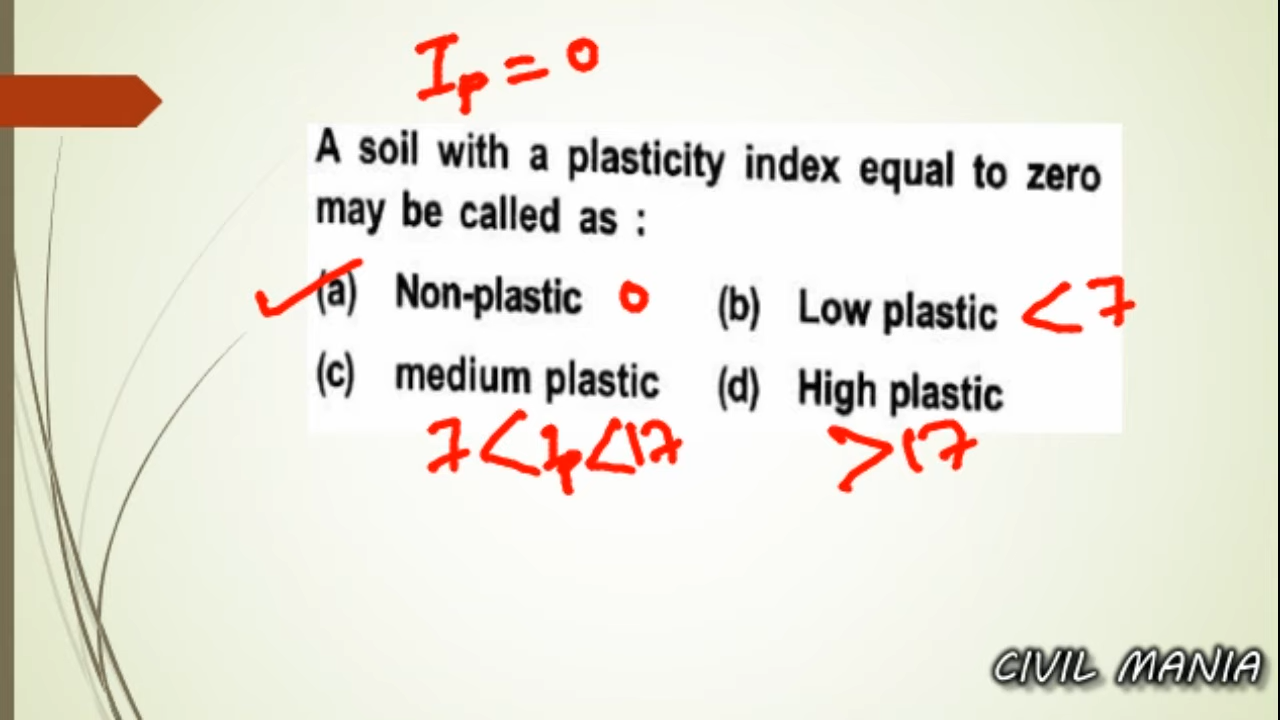 Ip = 0
A soil with a plasticity index equal to zero
may be called as :
(a) Non-plastic 0 (b) Low plastic < 7
(c) medium plastic (d) High plastic
7 < Ip < 17 > 17
CIVIL MANIA